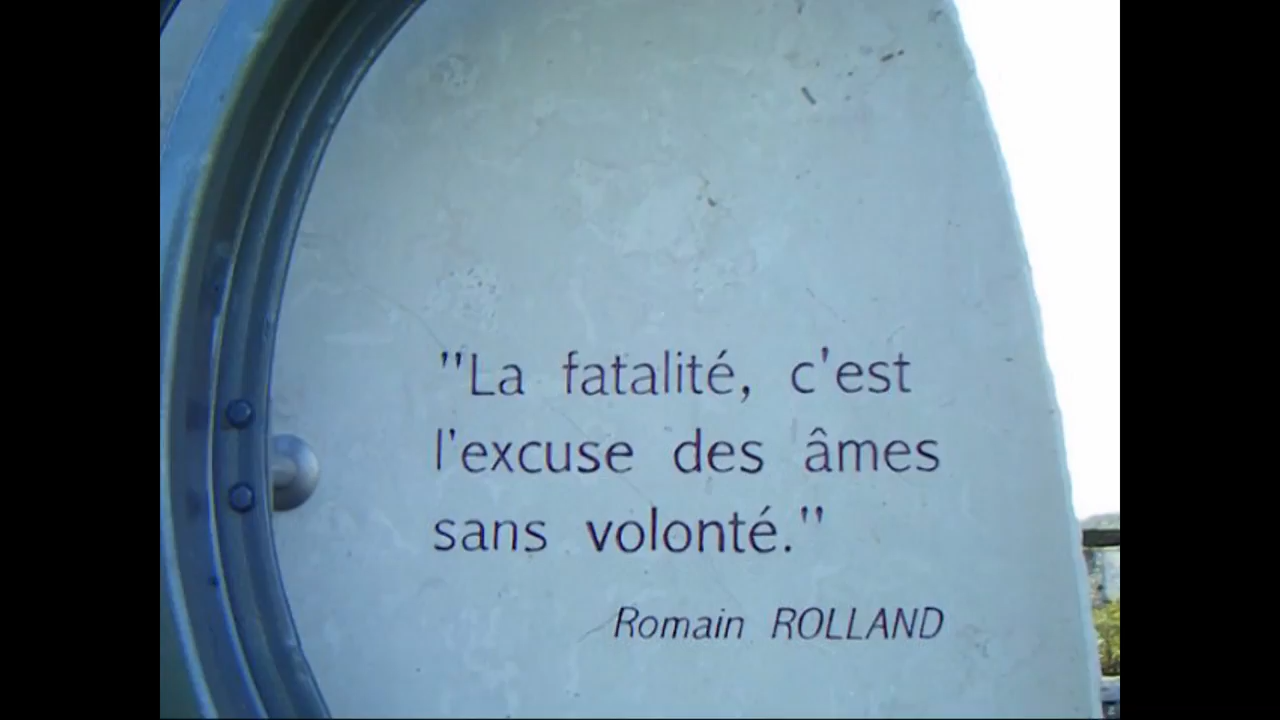 "La fatalité, c'est
l'excuse des âmes
sans volonté."
Romain ROLLAND